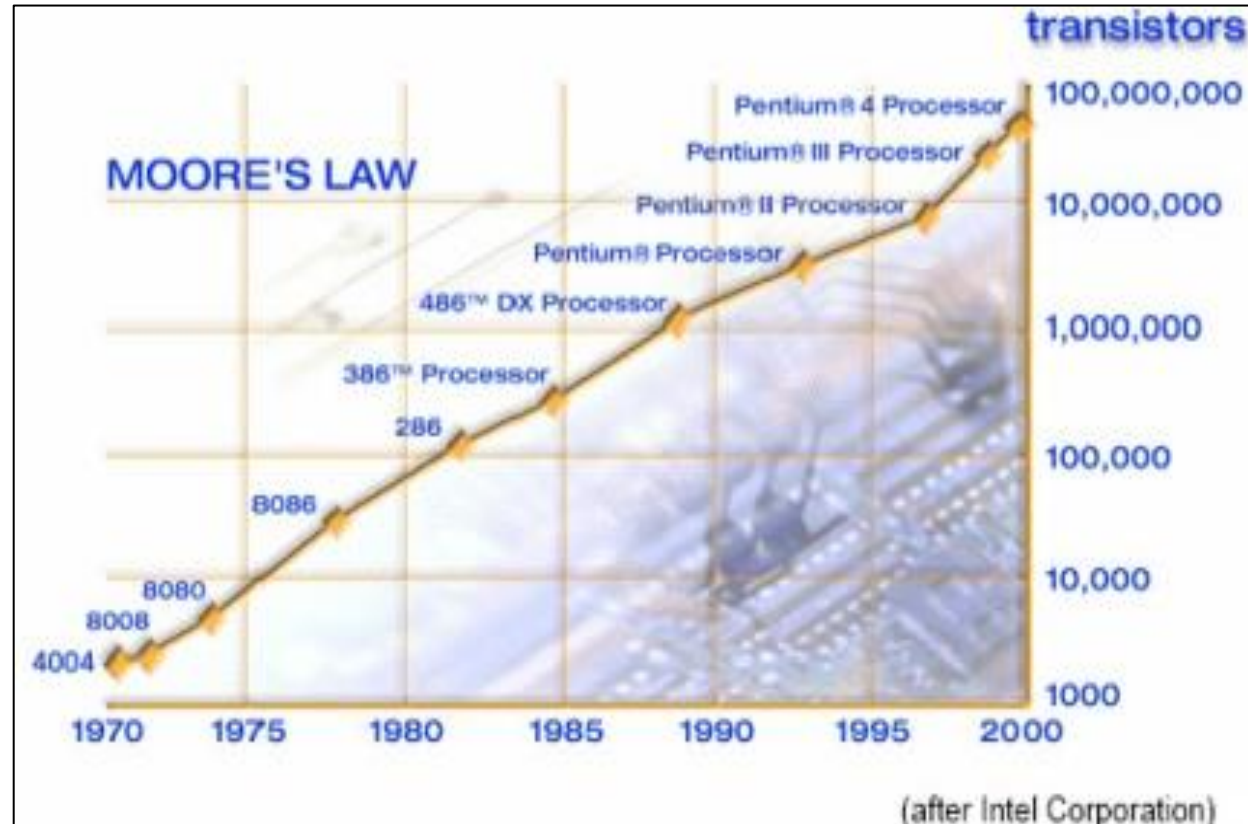 transistors
100,000,000
Pentium® 4 Processor
Pentium® III Processor
MOORE'S LAW
10,000,000
Pentium® II Processor
Pentium® Processor
486™ DX Processor
1,000,000
386™ Processor
286
100,000
8086
10,000
8080
8008
4004
1000
1970 1975 1980 1985 1990 1995 2000
(after Intel Corporation)